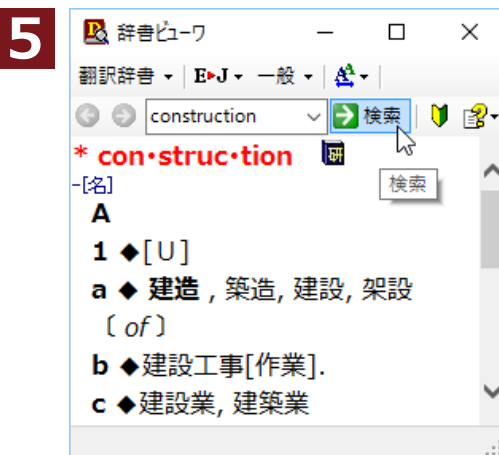 5
辞書ビューワ
翻訳辞書 E▶J 一般 A
construction 検索
* con･struc･tion 研
検索
-[名]
A
1 ◆[U]
a ◆ 建造 , 築造, 建設, 架設
〔 of 〕
b ◆建設工事[作業].
c ◆建設業, 建築業